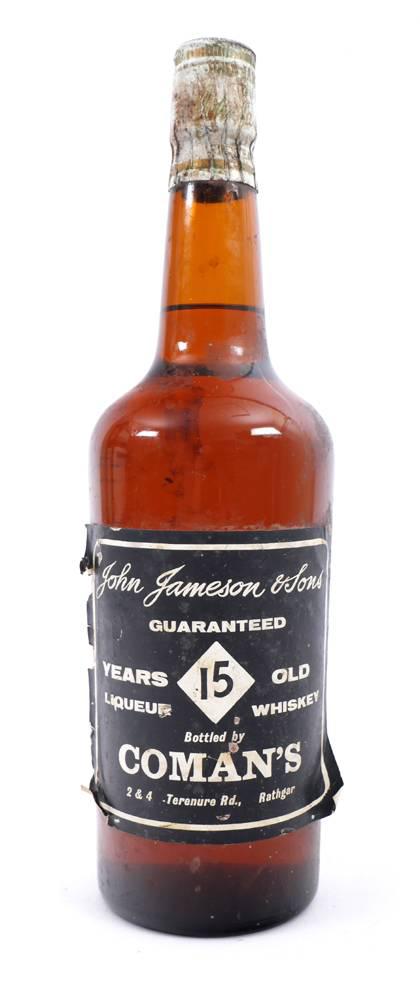 John Jameson & Sons
GUARANTEED
YEARS 15 OLD
LIQUEUR WHISKEY
Bottled by
COMAN'S
2 & 4 Terenure Rd., Rathgar